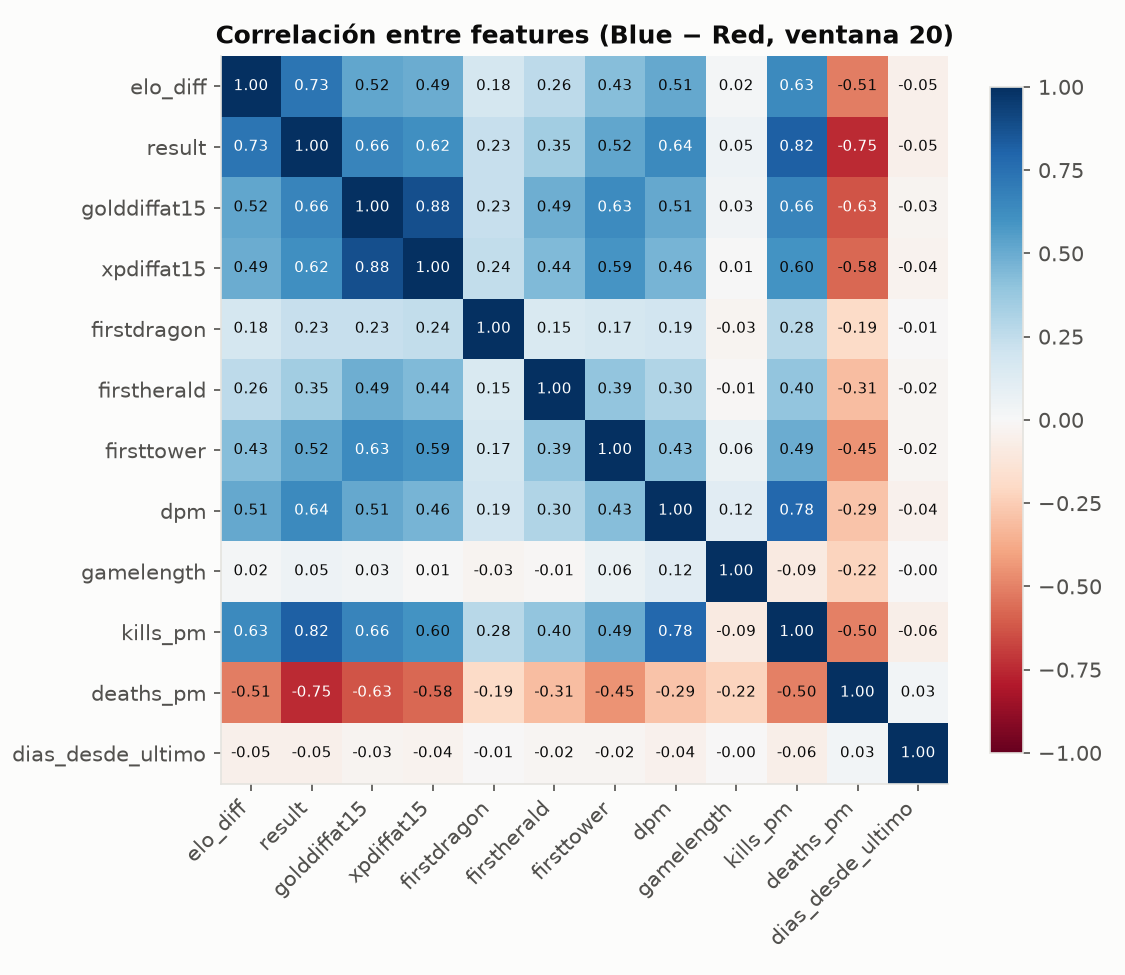 Correlación entre features (Blue − Red, ventana 20)
elo_diff 1.00 0.73 0.52 0.49 0.18 0.26 0.43 0.51 0.02 0.63 -0.51 -0.05
result 0.73 1.00 0.66 0.62 0.23 0.35 0.52 0.64 0.05 0.82 -0.75 -0.05
golddiffat15 0.52 0.66 1.00 0.88 0.23 0.49 0.63 0.51 0.03 0.66 -0.63 -0.03
xpdiffat15 0.49 0.62 0.88 1.00 0.24 0.44 0.59 0.46 0.01 0.60 -0.58 -0.04
firstdragon 0.18 0.23 0.23 0.24 1.00 0.15 0.17 0.19 -0.03 0.28 -0.19 -0.01
firstherald 0.26 0.35 0.49 0.44 0.15 1.00 0.39 0.30 -0.01 0.40 -0.31 -0.02
firsttower 0.43 0.52 0.63 0.59 0.17 0.39 1.00 0.43 0.06 0.49 -0.45 -0.02
dpm 0.51 0.64 0.51 0.46 0.19 0.30 0.43 1.00 0.12 0.78 -0.29 -0.04
gamelength 0.02 0.05 0.03 0.01 -0.03 -0.01 0.06 0.12 1.00 -0.09 -0.22 -0.00
kills_pm 0.63 0.82 0.66 0.60 0.28 0.40 0.49 0.78 -0.09 1.00 -0.50 -0.06
deaths_pm -0.51 -0.75 -0.63 -0.58 -0.19 -0.31 -0.45 -0.29 -0.22 -0.50 1.00 0.03
dias_desde_ultimo -0.05 -0.05 -0.03 -0.04 -0.01 -0.02 -0.02 -0.04 -0.00 -0.06 0.03 1.00
elo_diff
result
golddiffat15
xpdiffat15
firstdragon
firstherald
firsttower
dpm
gamelength
kills_pm
deaths_pm
dias_desde_ultimo
1.00
0.75
0.50
0.25
0.00
−0.25
−0.50
−0.75
−1.00